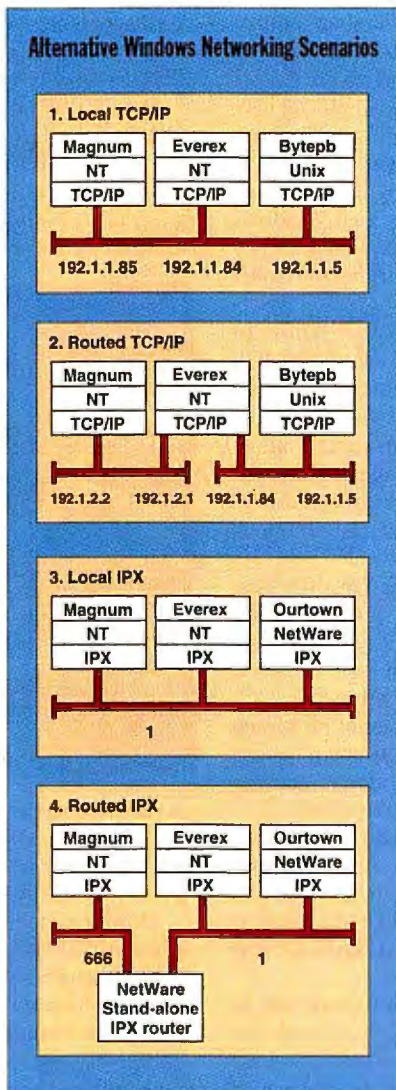 Alternative Windows Networking Scenarios
1. Local TCP/IP
Magnum Everex Bytepb
NT NT Unix
TCP/IP TCP/IP TCP/IP
192.1.1.85 192.1.1.84 192.1.1.5
2. Routed TCP/IP
Magnum Everex Bytepb
NT NT Unix
TCP/IP TCP/IP TCP/IP
192.1.2.2 192.1.2.1 192.1.1.84 192.1.1.5
3. Local IPX
Magnum Everex Ourtown
NT NT NetWare
IPX IPX IPX
1
4. Routed IPX
Magnum Everex Ourtown
NT NT NetWare
IPX IPX IPX
666 1
NetWare
Stand-alone
IPX router